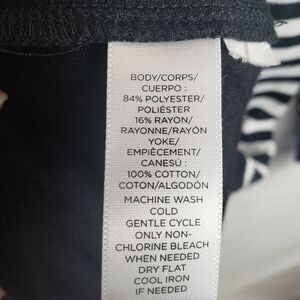 BODY/CORPS/
CUERPO :
84% POLYESTER/
POLIÉSTER
16% RAYON/
RAYONNE/RAYÓN
YOKE/
EMPIÈCEMENT/
CANESÚ :
100% COTTON/
COTON/ALGODÓN
MACHINE WASH
COLD
GENTLE CYCLE
ONLY NON-
CHLORINE BLEACH
WHEN NEEDED
DRY FLAT
COOL IRON
IF NEEDED